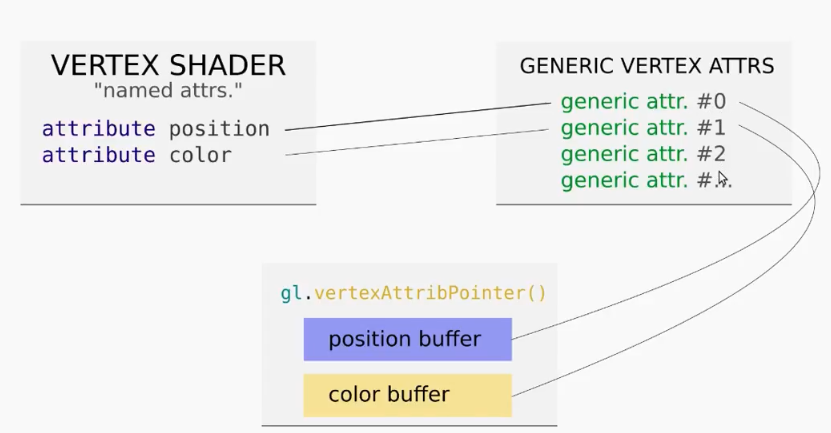 VERTEX SHADER
"named attrs."
attribute position
attribute color
GENERIC VERTEX ATTRS
generic attr. #0
generic attr. #1
generic attr. #2
generic attr. #...
gl.vertexAttribPointer()
position buffer
color buffer